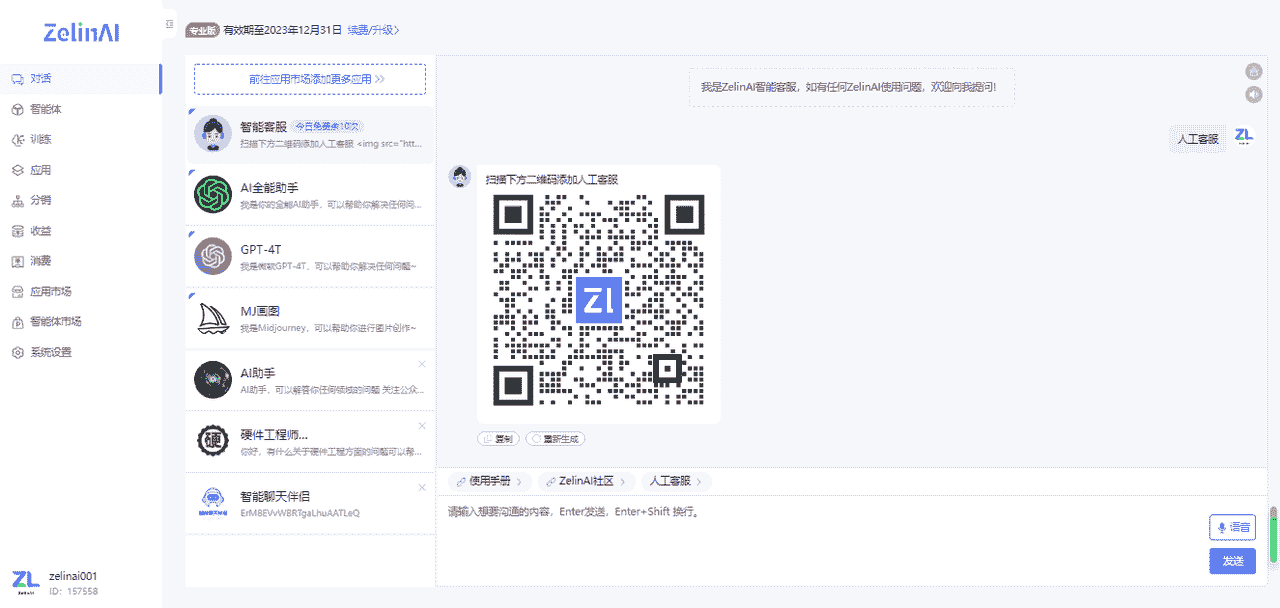 ZelinAI
对话
智能体
训练
应用
分销
收益
消费
应用市场
智能体市场
系统设置
ZL
ZelinAI
zelinai001
ID: 157558
专业版 有效期至2023年12月31日 续费/升级>
前往应用市场添加更多应用 >>
智能客服 今日免费余10次
扫描下方二维码添加人工客服 <img src="htt...
AI全能助手
我是你的全能AI助手，可以帮助你解决任何问...
GPT-4T
我是微软GPT-4T，可以帮助你解决任何问题~
MJ画图
我是Midjourney，可以帮助你进行图片创作~
AI助手
AI助手，可以解答你任何领域的问题 关注公众...
硬
硬件工程师...
你好，有什么关于硬件工程方面的问题可以帮...
智能聊天伴侣
ErM8EVvWBRTgaLhuAATLeQ
我是ZelinAI智能客服，如有任何ZelinAI使用问题，欢迎向我提问！
人工客服
ZL
扫描下方二维码添加人工客服
ZL
复制 重新生成
使用手册 > ZelinAI社区 > 人工客服 >
请输入想要沟通的内容，Enter发送，Enter+Shift 换行。
语音
发送